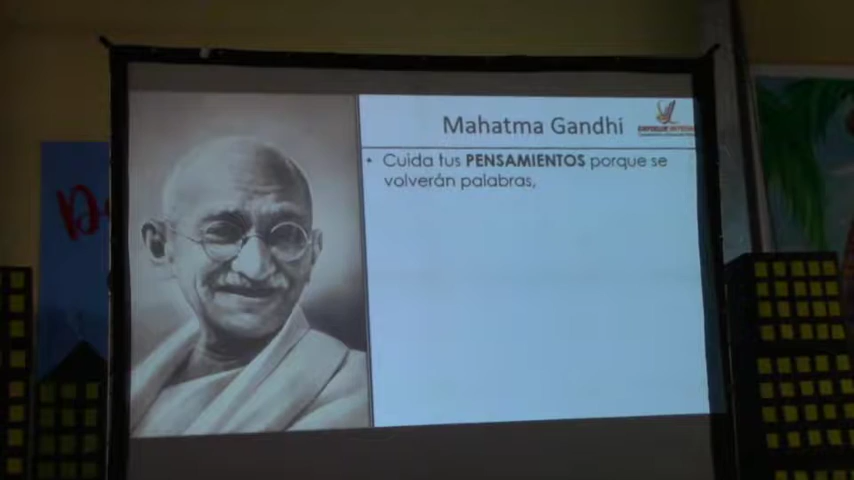 Mahatma Gandhi
• Cuida tus PENSAMIENTOS porque se
volverán palabras,